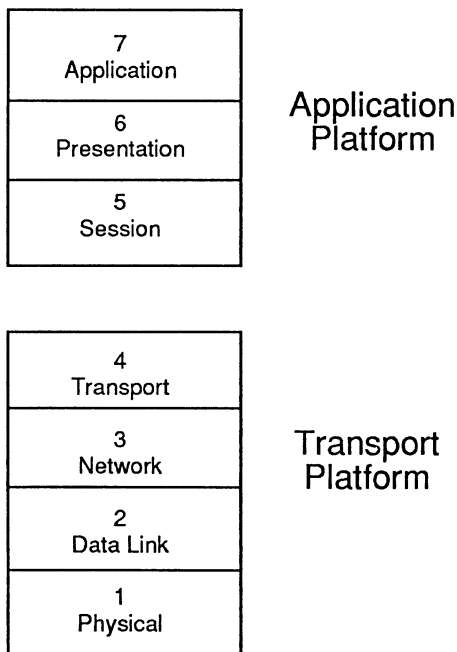 7
Application
6
Presentation
5
Session
Application
Platform
4
Transport
3
Network
2
Data Link
1
Physical
Transport
Platform